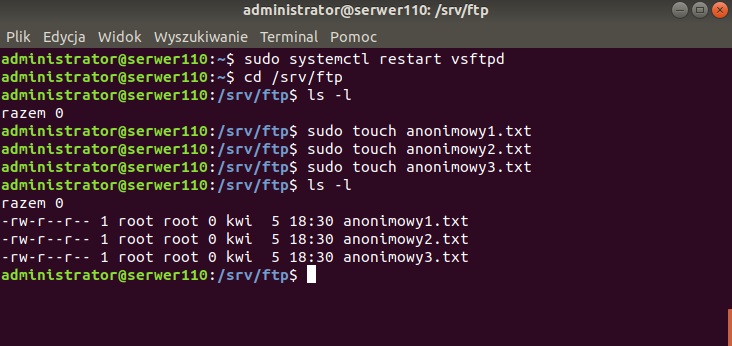 administrator@serwer110: /srv/ftp
Plik Edycja Widok Wyszukiwanie Terminal Pomoc
administrator@serwer110:~$ sudo systemctl restart vsftpd
administrator@serwer110:~$ cd /srv/ftp
administrator@serwer110:/srv/ftp$ ls -l
razem 0
administrator@serwer110:/srv/ftp$ sudo touch anonimowy1.txt
administrator@serwer110:/srv/ftp$ sudo touch anonimowy2.txt
administrator@serwer110:/srv/ftp$ sudo touch anonimowy3.txt
administrator@serwer110:/srv/ftp$ ls -l
razem 0
-rw-r--r-- 1 root root 0 kwi  5 18:30 anonimowy1.txt
-rw-r--r-- 1 root root 0 kwi  5 18:30 anonimowy2.txt
-rw-r--r-- 1 root root 0 kwi  5 18:30 anonimowy3.txt
administrator@serwer110:/srv/ftp$